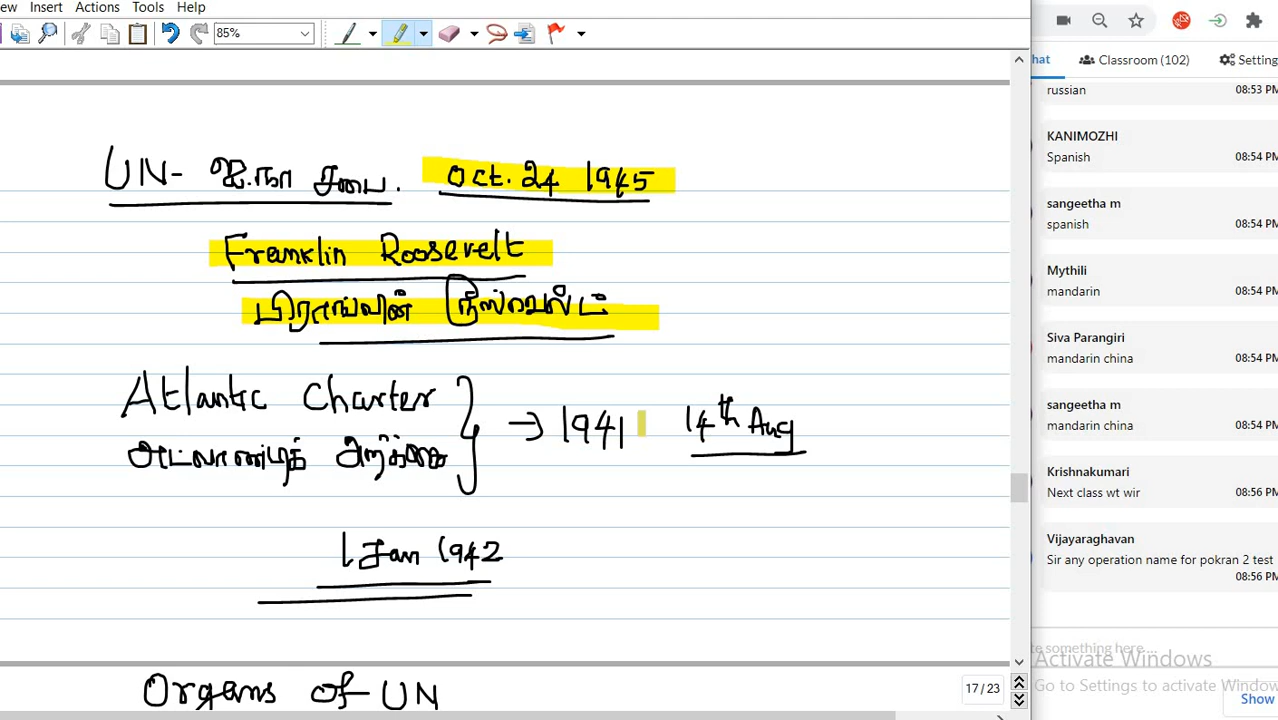 ew Insert Actions Tools Help
85%
UN- ஐ.நா சபை. Oct. 24 1945
Franklin Roosevelt
பிராங்ளின் ரூஸ்வெல்ட்
Atlantic Charter
அட்லாண்டிக் அறிக்கை
→ 1941 14th Aug
1 Jan 1942
Organs of UN
17 / 23
hat Classroom (102) Setting
russian 08:53 PM
KANIMOZHI
Spanish 08:54 PM
sangeetha m
spanish 08:54 PM
Mythili
mandarin 08:54 PM
Siva Parangiri
mandarin china 08:54 PM
sangeetha m
mandarin china 08:54 PM
Krishnakumari
Next class wt wir 08:56 PM
Vijayaraghavan
Sir any operation name for pokran 2 test
08:56 PM
te something here...
Activate Windows
Go to Settings to activate Window
Show